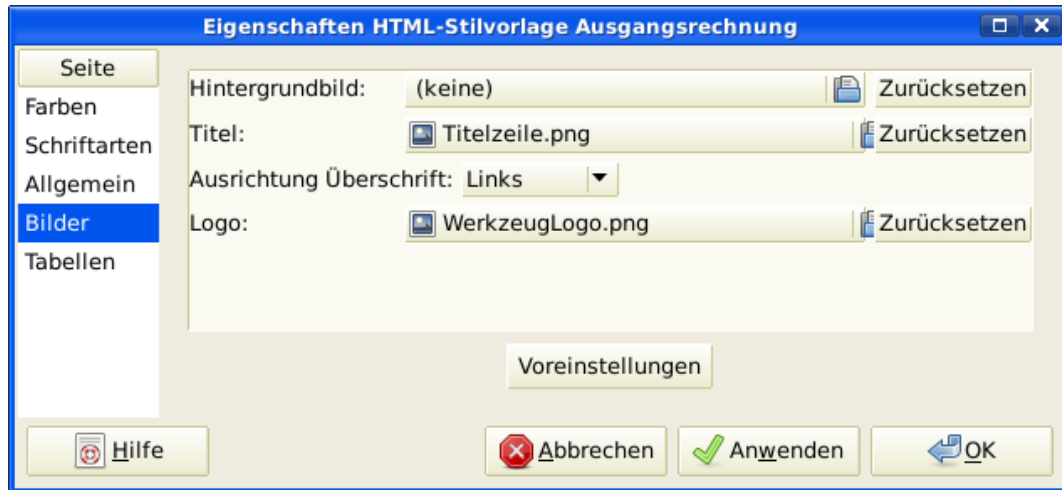 Eigenschaften HTML-Stilvorlage Ausgangsrechnung
Seite
Farben
Schriftarten
Allgemein
Bilder
Tabellen
Hintergrundbild: (keine) Zurücksetzen
Titel: Titelzeile.png Zurücksetzen
Ausrichtung Überschrift: Links
Logo: WerkzeugLogo.png Zurücksetzen
Voreinstellungen
Hilfe Abbrechen Anwenden OK